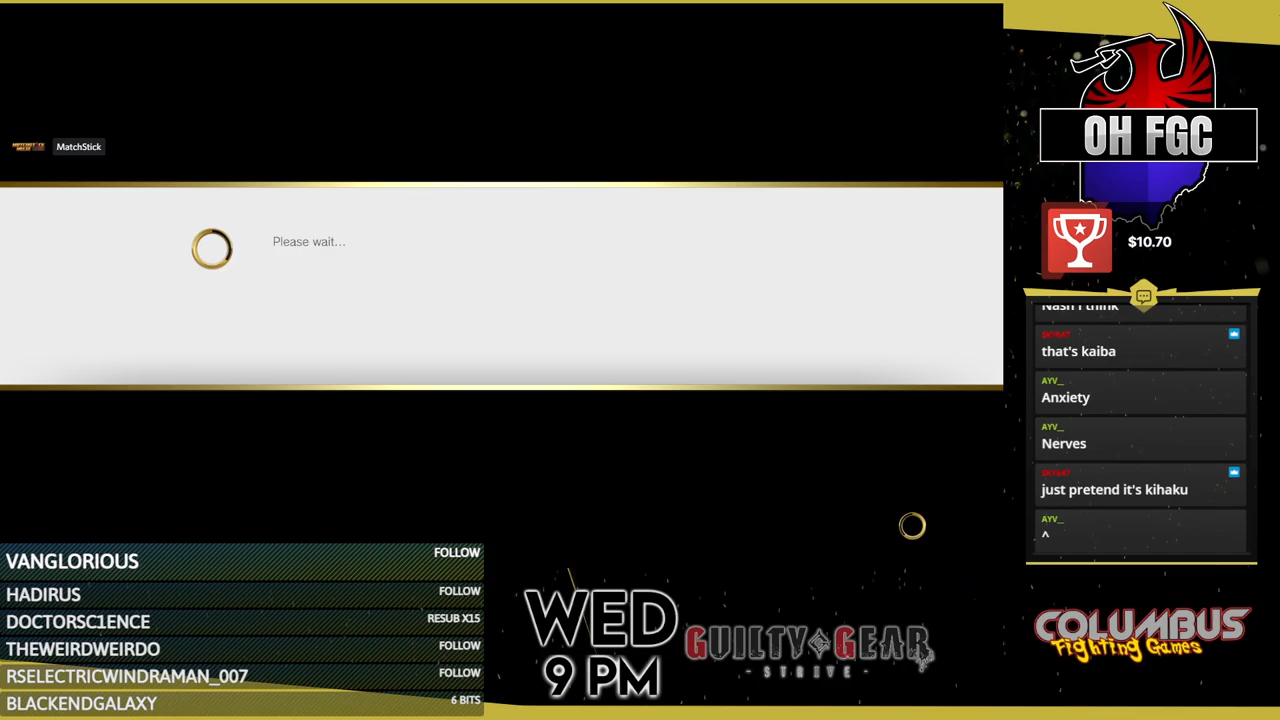 OH FGC
MatchStick
Please wait...
$10.70
Nash I think
that's kaiba
AYV_
Anxiety
AYV_
Nerves
just pretend it's kihaku
AYV_
^
VANGLORIOUS FOLLOW
HADIRUS FOLLOW
DOCTORSC1ENCE RESUB X15
THEWEIRDWEIRDO FOLLOW
RSELECTRICWINDRAMAN_007 FOLLOW
BLACKENDGALAXY 6 BITS
WED
9 PM
GUILTY GEAR
- STRIVE -
COLUMBUS
Fighting Games